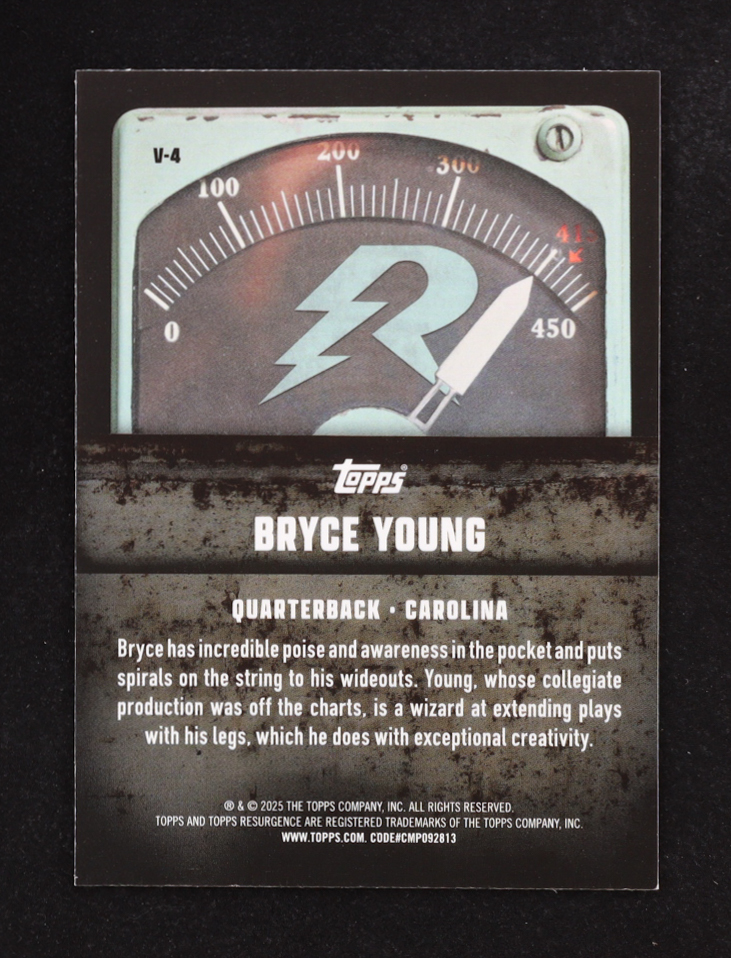 V-4
100
200
300
0
450
topps®
BRYCE YOUNG
QUARTERBACK • CAROLINA
Bryce has incredible poise and awareness in the pocket and puts
spirals on the string to his wideouts. Young, whose collegiate
production was off the charts, is a wizard at extending plays
with his legs, which he does with exceptional creativity.
® & © 2025 THE TOPPS COMPANY, INC. ALL RIGHTS RESERVED.
TOPPS AND TOPPS RESURGENCE ARE REGISTERED TRADEMARKS OF THE TOPPS COMPANY, INC.
WWW.TOPPS.COM. CODE#CMP092813